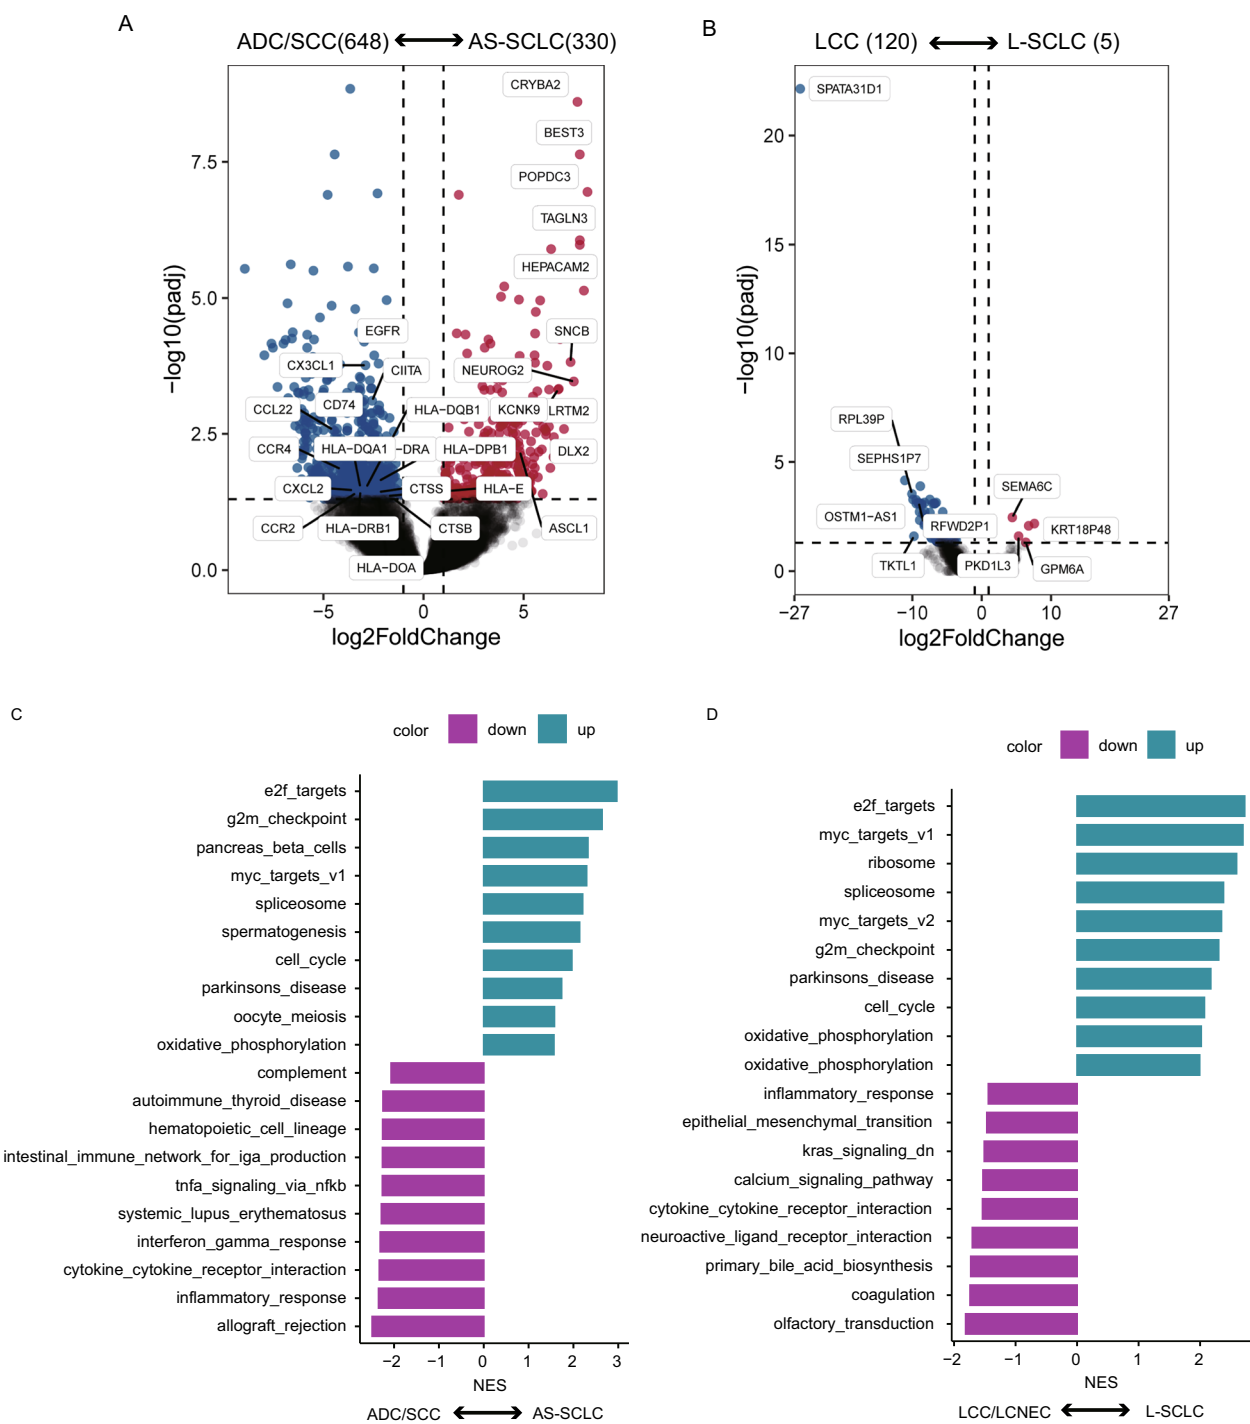 A
ADC/SCC(648)
AS-SCLC(330)
CRYBA2
BEST3
POPDC3
TAGLN3
HEPACAM2
EGFR
SNCB
CX3CL1
CIITA
NEUROG2
CCL22
CD74
HLA−DQB1
KCNK9
LRTM2
CCR4
HLA−DQA1
−DRA
HLA−DPB1
DLX2
CXCL2
CTSS
HLA−E
CCR2
HLA−DRB1
CTSB
ASCL1
HLA−DOA
7.5
5.0
2.5
0.0
−log10(padj)
−5
0
5
log2FoldChange
B
LCC (120)
L-SCLC (5)
SPATA31D1
RPL39P
SEPHS1P7
SEMA6C
OSTM1−AS1
RFWD2P1
KRT18P48
TKTL1
PKD1L3
GPM6A
20
15
10
5
0
−log10(padj)
−27
−10
0
10
27
log2FoldChange
C
color
down
up
e2f_targets
g2m_checkpoint
pancreas_beta_cells
myc_targets_v1
spliceosome
spermatogenesis
cell_cycle
parkinsons_disease
oocyte_meiosis
oxidative_phosphorylation
complement
autoimmune_thyroid_disease
hematopoietic_cell_lineage
intestinal_immune_network_for_iga_production
tnfa_signaling_via_nfkb
systemic_lupus_erythematosus
interferon_gamma_response
cytokine_cytokine_receptor_interaction
inflammatory_response
allograft_rejection
−2
−1
0
1
2
3
NES
ADC/SCC
AS-SCLC
D
color
down
up
e2f_targets
myc_targets_v1
ribosome
spliceosome
myc_targets_v2
g2m_checkpoint
parkinsons_disease
cell_cycle
oxidative_phosphorylation
oxidative_phosphorylation
inflammatory_response
epithelial_mesenchymal_transition
kras_signaling_dn
calcium_signaling_pathway
cytokine_cytokine_receptor_interaction
neuroactive_ligand_receptor_interaction
primary_bile_acid_biosynthesis
coagulation
olfactory_transduction
−2
−1
0
1
2
NES
LCC/LCNEC
L-SCLC